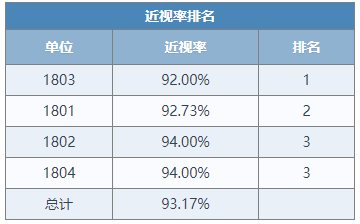 近视率排名
单位 近视率 排名
1803 92.00% 1
1801 92.73% 2
1802 94.00% 3
1804 94.00% 3
总计 93.17%